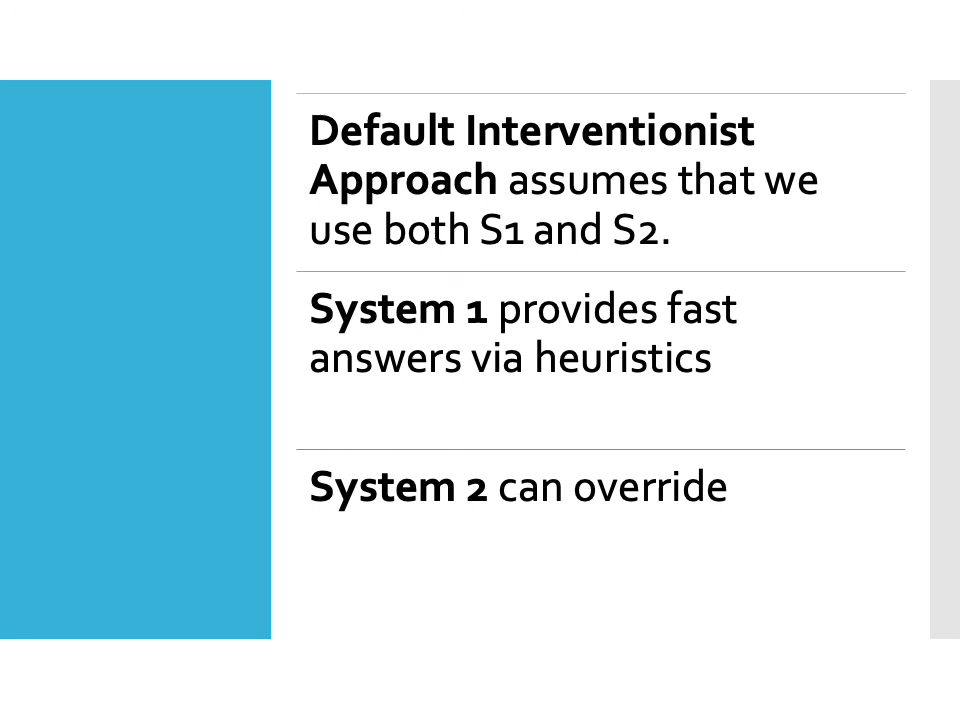 Default Interventionist
Approach assumes that we
use both S1 and S2.
System 1 provides fast
answers via heuristics
System 2 can override